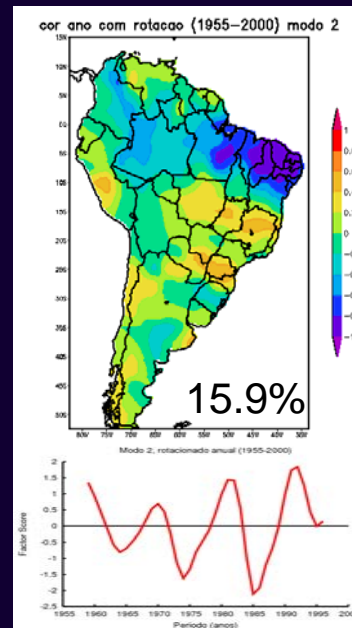 cor ano com rotacao (1955–2000) modo 2
15N
10N
5N
EQ
5S
10S
15S
20S
25S
30S
35S
40S
45S
50S
1
0
15.9%
80W 75W 70W 65W 60W 55W 50W 45W 40W 35W
Modo 2, rotacionado anual (1955-2000)
Factor Score
2
1.5
1
0.5
0
-0.5
-1
-1.5
-2
-2.5
1955 1960 1965 1970 1975 1980 1985 1990 1995
Período (anos)